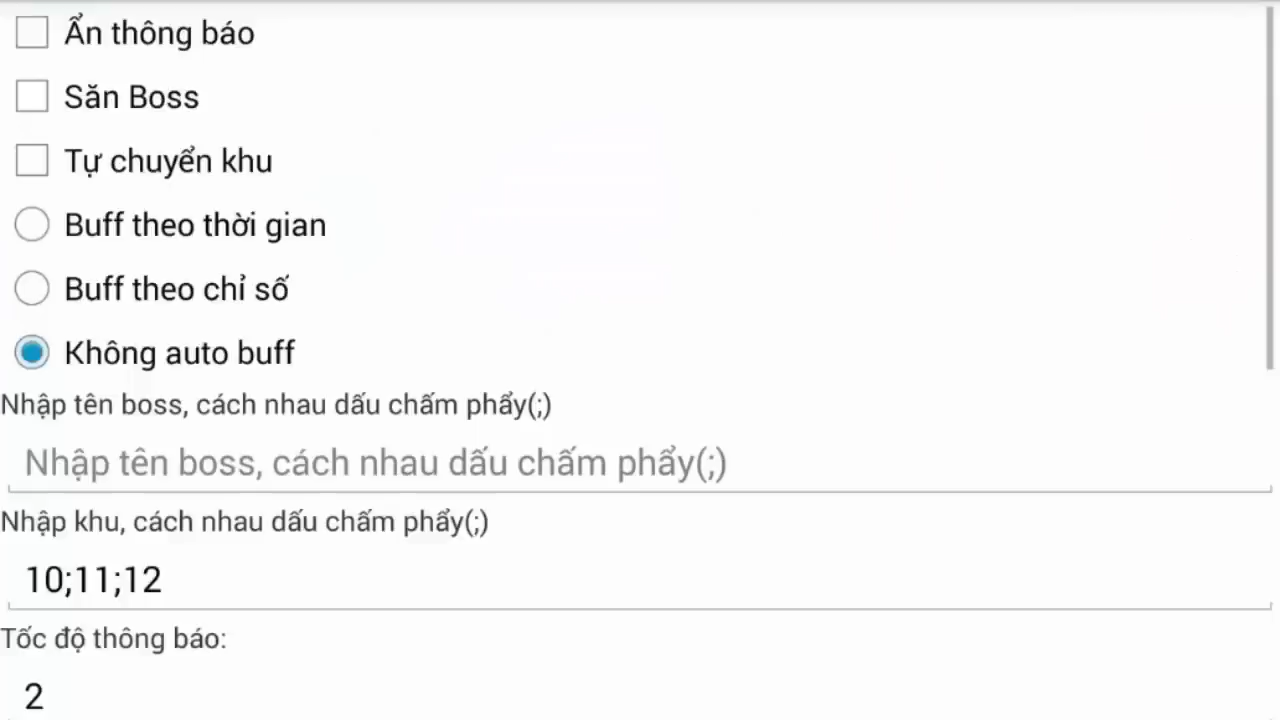 Ẩn thông báo
Săn Boss
Tự chuyển khu
Buff theo thời gian
Buff theo chỉ số
Không auto buff
Nhập tên boss, cách nhau dấu chấm phẩy(;)
Nhập tên boss, cách nhau dấu chấm phẩy(;)
Nhập khu, cách nhau dấu chấm phẩy(;)
10;11;12
Tốc độ thông báo:
2